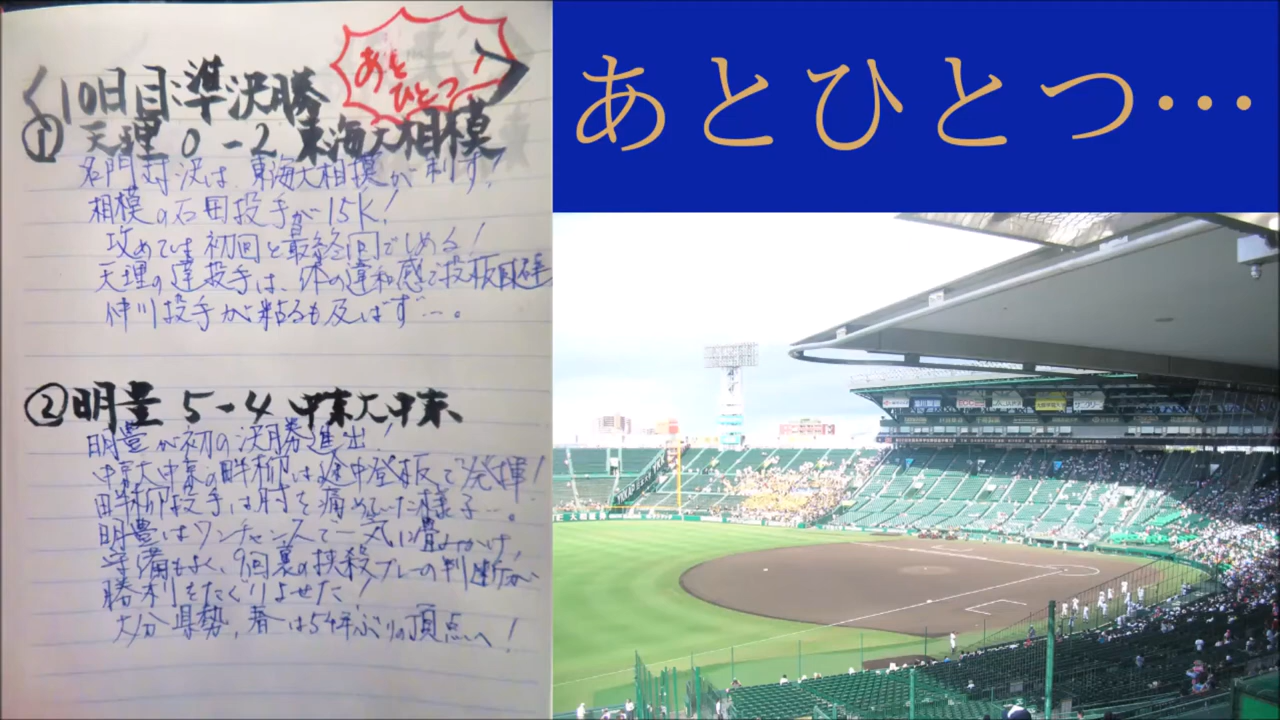 10日目準決勝
あと
ひとつ!
① 天理 0-2 東海大相模
名門対決は、東海大相模が制す!
相模の石田投手が15K!
攻めては初回と最終回でしめる!
天理の達投手は、体の違和感で投板回避
仲川投手が粘るも及ばず…。
② 明豊 5-4 中京大中京
明豊が初の決勝進出!
中京大中京の畔柳は途中登板で発揮!
畔柳投手は肘を痛めていた様子…。
明豊はワンチャンスで一気に畳みかけ、
守備もよく、9回裏の挟殺プレーの判断が
勝利をたぐりよせた!
大分県勢、春は54年ぶりの頂点へ!
あとひとつ…